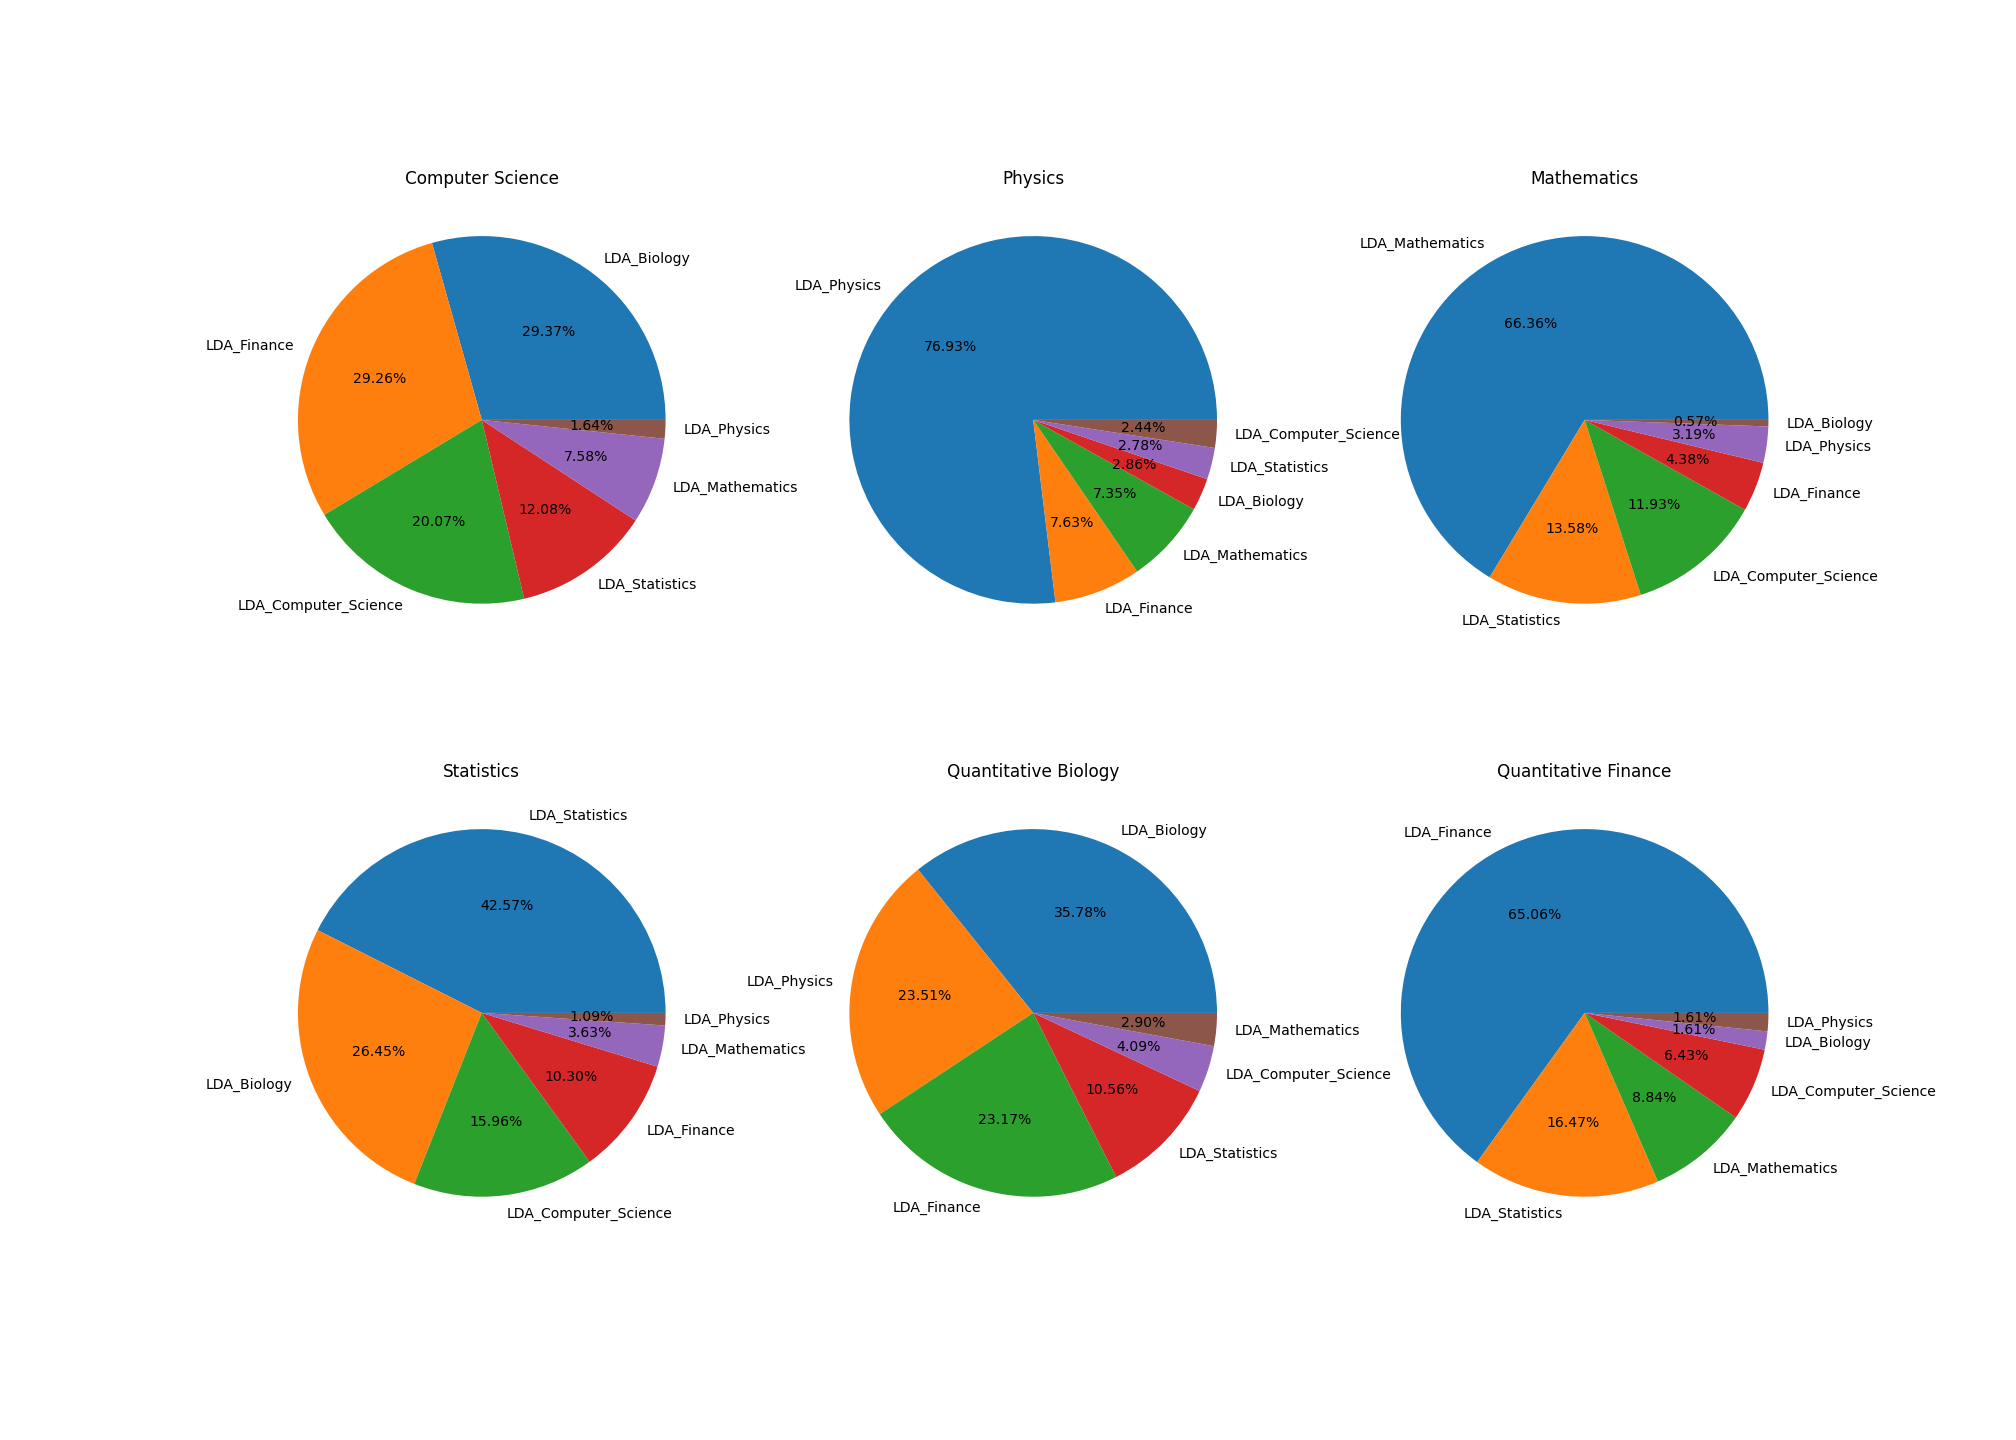 Computer Science
LDA_Biology
29.37%
LDA_Finance
29.26%
LDA_Computer_Science
20.07%
LDA_Statistics
12.08%
LDA_Mathematics
7.58%
LDA_Physics
1.64%
Physics
LDA_Physics
76.93%
LDA_Finance
7.63%
LDA_Mathematics
7.35%
LDA_Biology
2.86%
LDA_Statistics
2.78%
LDA_Computer_Science
2.44%
Mathematics
LDA_Mathematics
66.36%
LDA_Statistics
13.58%
LDA_Computer_Science
11.93%
LDA_Finance
4.38%
LDA_Physics
3.19%
LDA_Biology
0.57%
Statistics
LDA_Statistics
42.57%
LDA_Biology
26.45%
LDA_Computer_Science
15.96%
LDA_Finance
10.30%
LDA_Mathematics
3.63%
LDA_Physics
1.09%
Quantitative Biology
LDA_Biology
35.78%
LDA_Physics
23.51%
LDA_Finance
23.17%
LDA_Statistics
10.56%
LDA_Computer_Science
4.09%
LDA_Mathematics
2.90%
Quantitative Finance
LDA_Finance
65.06%
LDA_Statistics
16.47%
LDA_Mathematics
8.84%
LDA_Computer_Science
6.43%
LDA_Biology
1.61%
LDA_Physics
1.61%